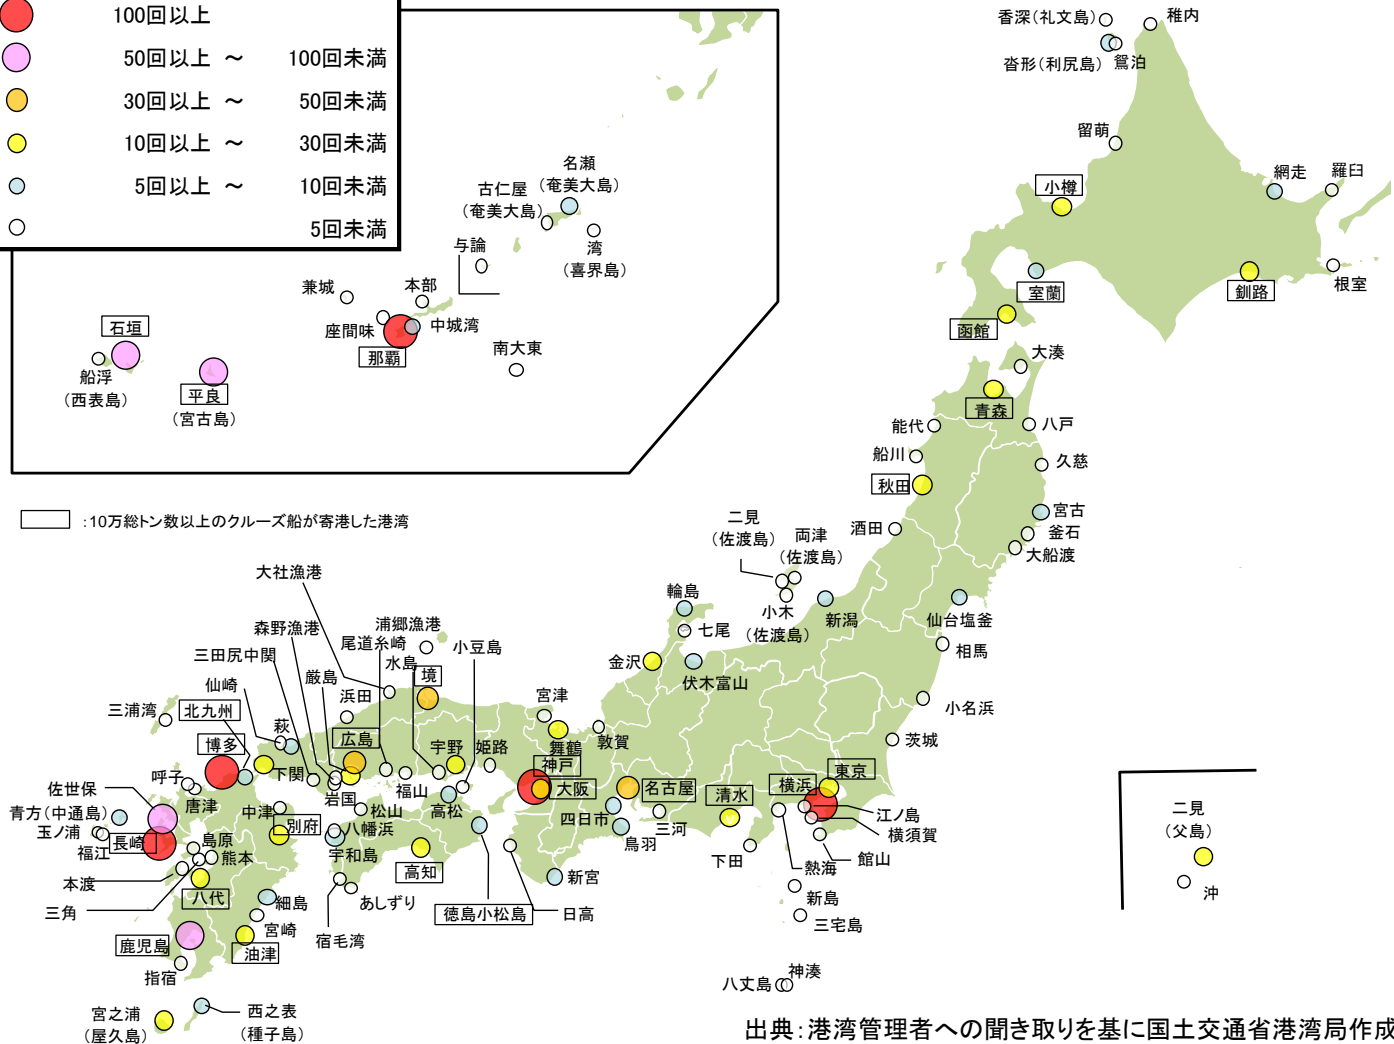 100回以上
50回以上 ～ 100回未満
30回以上 ～ 50回未満
10回以上 ～ 30回未満
5回以上 ～ 10回未満
5回未満
香深(礼文島)
稚内
沓形(利尻島)
鴛泊
留萌
小樽
網走
羅臼
室蘭
釧路
根室
函館
名瀬
(奄美大島)
古仁屋
(奄美大島)
湾
(喜界島)
与論
兼城
本部
座間味
中城湾
那覇
南大東
石垣
船浮
(西表島)
平良
(宮古島)
:10万総トン数以上のクルーズ船が寄港した港湾
大湊
青森
能代
八戸
船川
久慈
秋田
宮古
釜石
大船渡
酒田
二見
(佐渡島)
両津
(佐渡島)
小木
(佐渡島)
新潟
仙台塩釜
相馬
輪島
七尾
金沢
伏木富山
小名浜
茨城
大社漁港
森野漁港
三田尻中関
仙崎
北九州
三浦湾
博多
萩
厳島
浜田
浦郷漁港
尾道糸崎
水島
小豆島
境
広島
宇野
姫路
宮津
舞鶴
敦賀
神戸
大阪
名古屋
清水
横浜
東京
江ノ島
横須賀
館山
熱海
下田
新島
三宅島
八丈島
神湊
四日市
鳥羽
三河
新宮
日高
徳島小松島
高松
福山
岩国
松山
下関
中津
八幡浜
宇和島
高知
あしずり
宿毛湾
別府
呼子
唐津
佐世保
青方(中通島)
玉ノ浦
福江
長崎
島原
熊本
本渡
三角
八代
細島
宮崎
油津
鹿児島
指宿
宮之浦
(屋久島)
西之表
(種子島)
二見
(父島)
沖
出典:港湾管理者への聞き取りを基に国土交通省港湾局作成